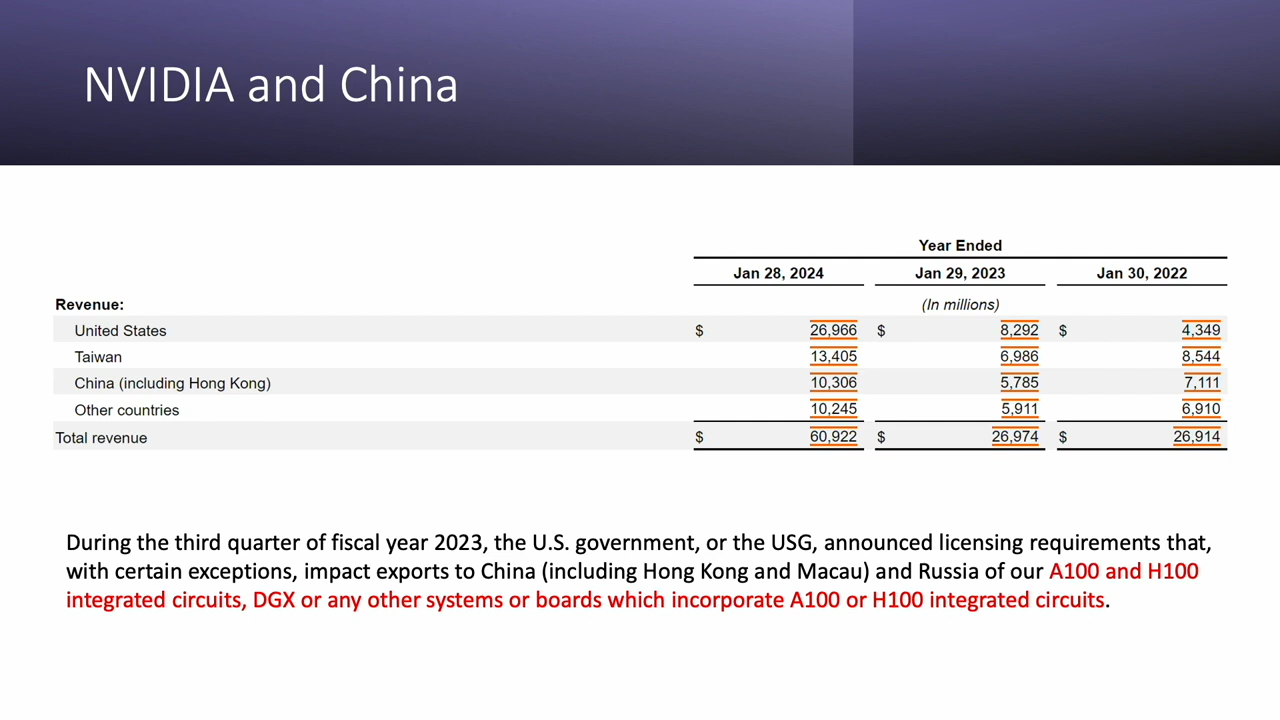 NVIDIA and China
Year Ended
Jan 28, 2024 Jan 29, 2023 Jan 30, 2022
Revenue: (In millions)
United States $ 26,966 $ 8,292 $ 4,349
Taiwan 13,405 6,986 8,544
China (including Hong Kong) 10,306 5,785 7,111
Other countries 10,245 5,911 6,910
Total revenue $ 60,922 $ 26,974 $ 26,914
During the third quarter of fiscal year 2023, the U.S. government, or the USG, announced licensing requirements that,
with certain exceptions, impact exports to China (including Hong Kong and Macau) and Russia of our A100 and H100
integrated circuits, DGX or any other systems or boards which incorporate A100 or H100 integrated circuits.